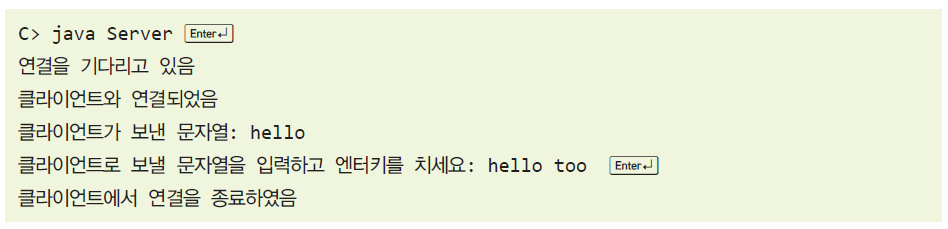 C> java Server Enter↵
연결을 기다리고 있음
클라이언트와 연결되었음
클라이언트가 보낸 문자열: hello
클라이언트로 보낼 문자열을 입력하고 엔터키를 치세요: hello too Enter↵
클라이언트에서 연결을 종료하였음